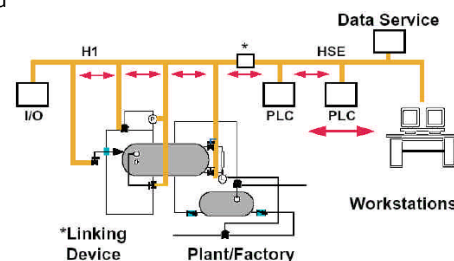 Data Service
H1
*
HSE
I/O
PLC
PLC
P
Workstations
*Linking
Device
Plant/Factory